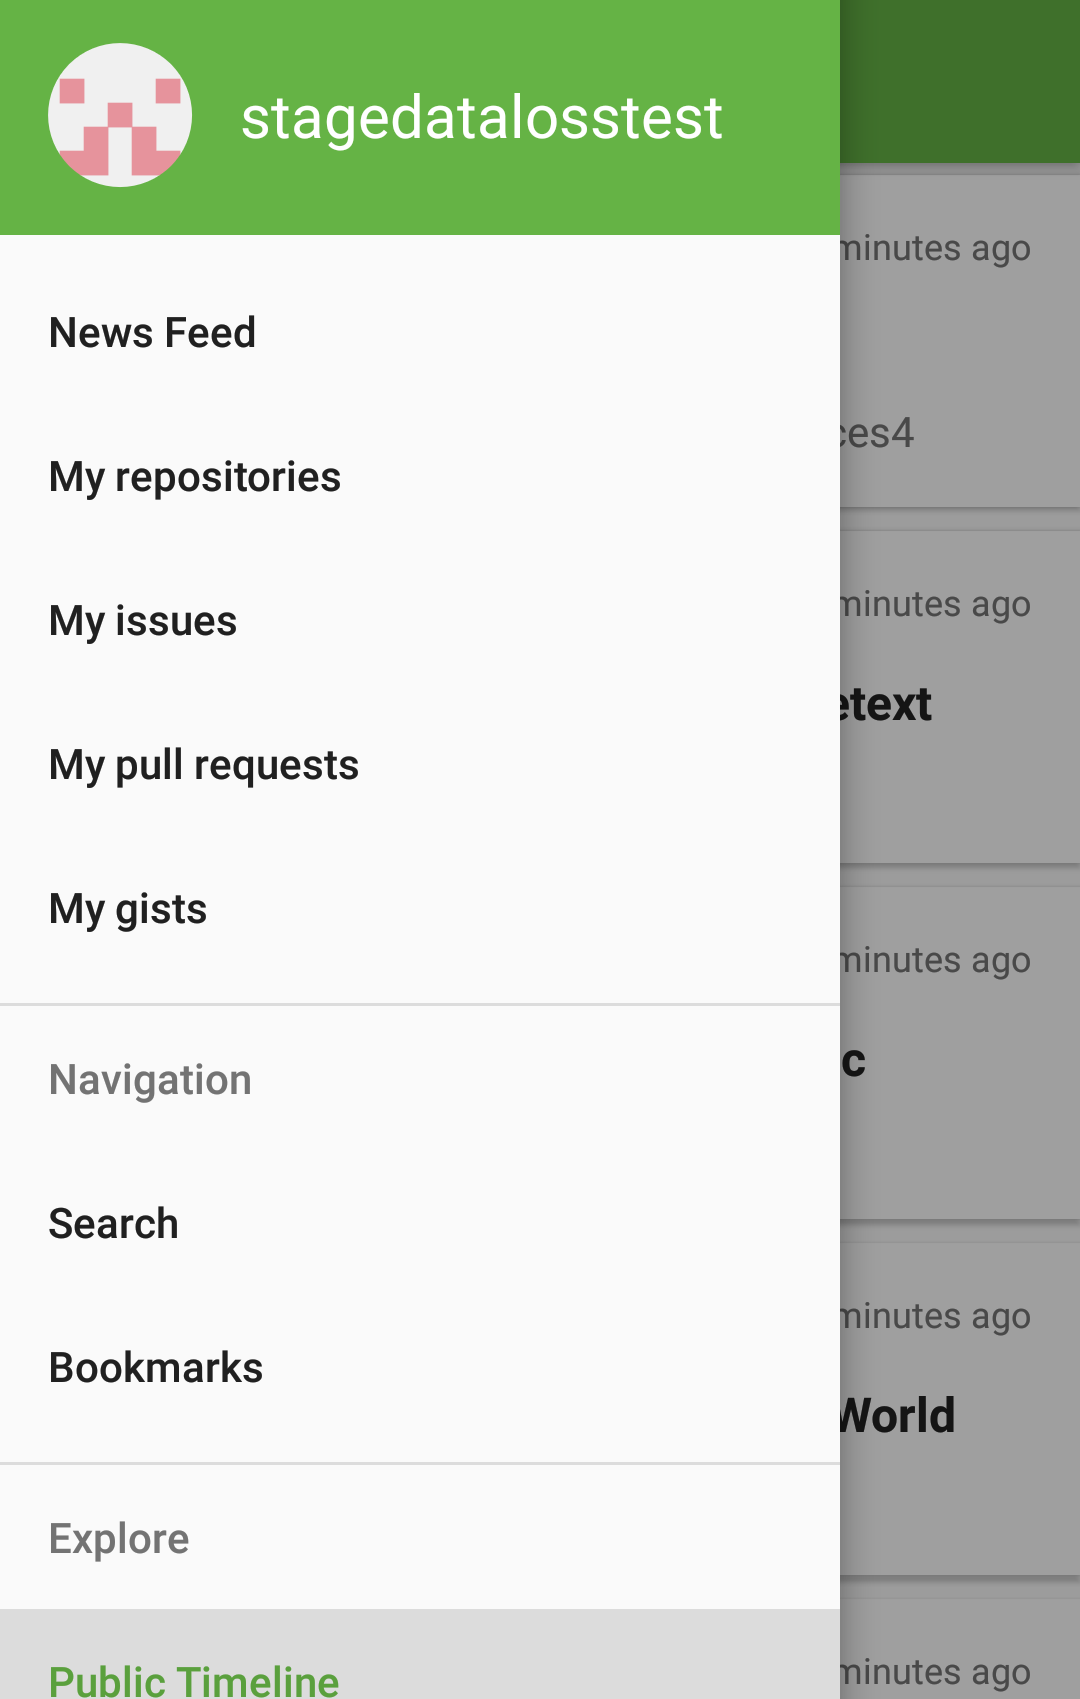 stagedatalosstest
News Feed
My repositories
My issues
My pull requests
My gists
Navigation
Search
Bookmarks
Explore
Public Timeline
minutes ago
ces4
minutes ago
etext
minutes ago
c
minutes ago
World
minutes ago